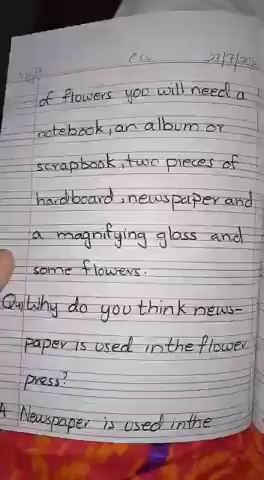 CW
of flowers you will need a
notebook, an album or
scrapbook, two pieces of
hardboard, newspaper and
a magnifying glass and
some flowers.
Q4 Why do you think news-
paper is used in the flower
press?
A. Newspaper is used in the